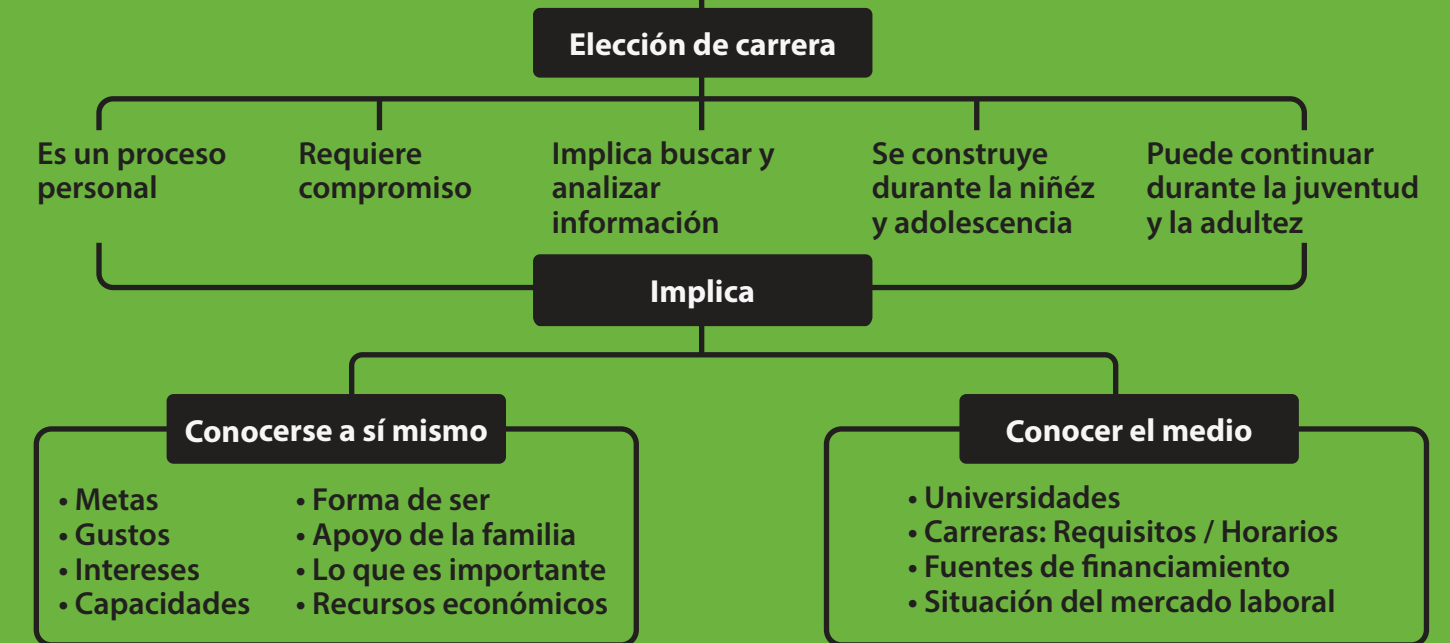 Elección de carrera
Es un proceso
personal
Requiere
compromiso
Implica buscar y
analizar
información
Se construye
durante la niñéz
y adolescencia
Puede continuar
durante la juventud
y la adultez
Implica
Conocerse a sí mismo
• Metas
• Gustos
• Intereses
• Capacidades
• Forma de ser
• Apoyo de la familia
• Lo que es importante
• Recursos económicos
Conocer el medio
• Universidades
• Carreras: Requisitos / Horarios
• Fuentes de financiamiento
• Situación del mercado laboral